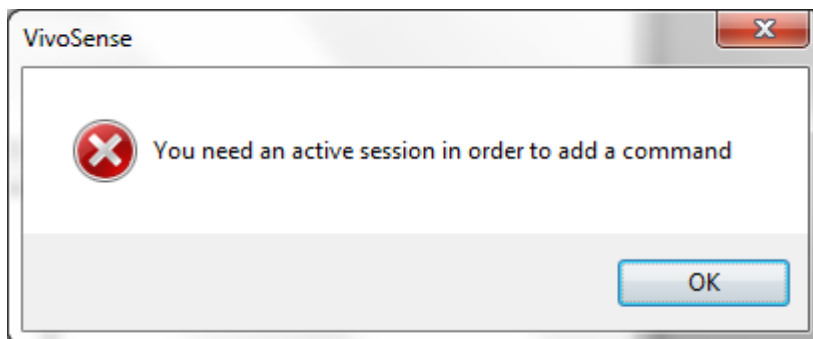 VivoSense
You need an active session in order to add a command
OK